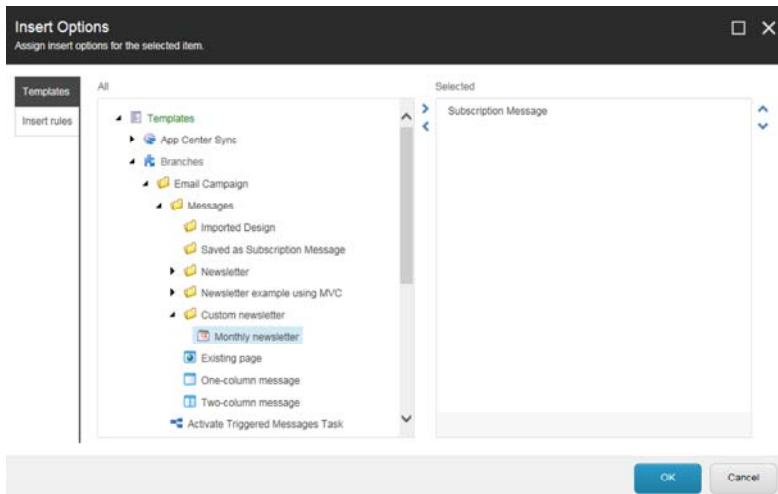 Insert Options
Assign insert options for the selected item.
Templates
Insert rules
All
Templates
App Center Sync
Branches
Email Campaign
Messages
Imported Design
Saved as Subscription Message
Newsletter
Newsletter example using MVC
Custom newsletter
Monthly newsletter
Existing page
One-column message
Two-column message
Activate Triggered Messages Task
Selected
Subscription Message
OK
Cancel